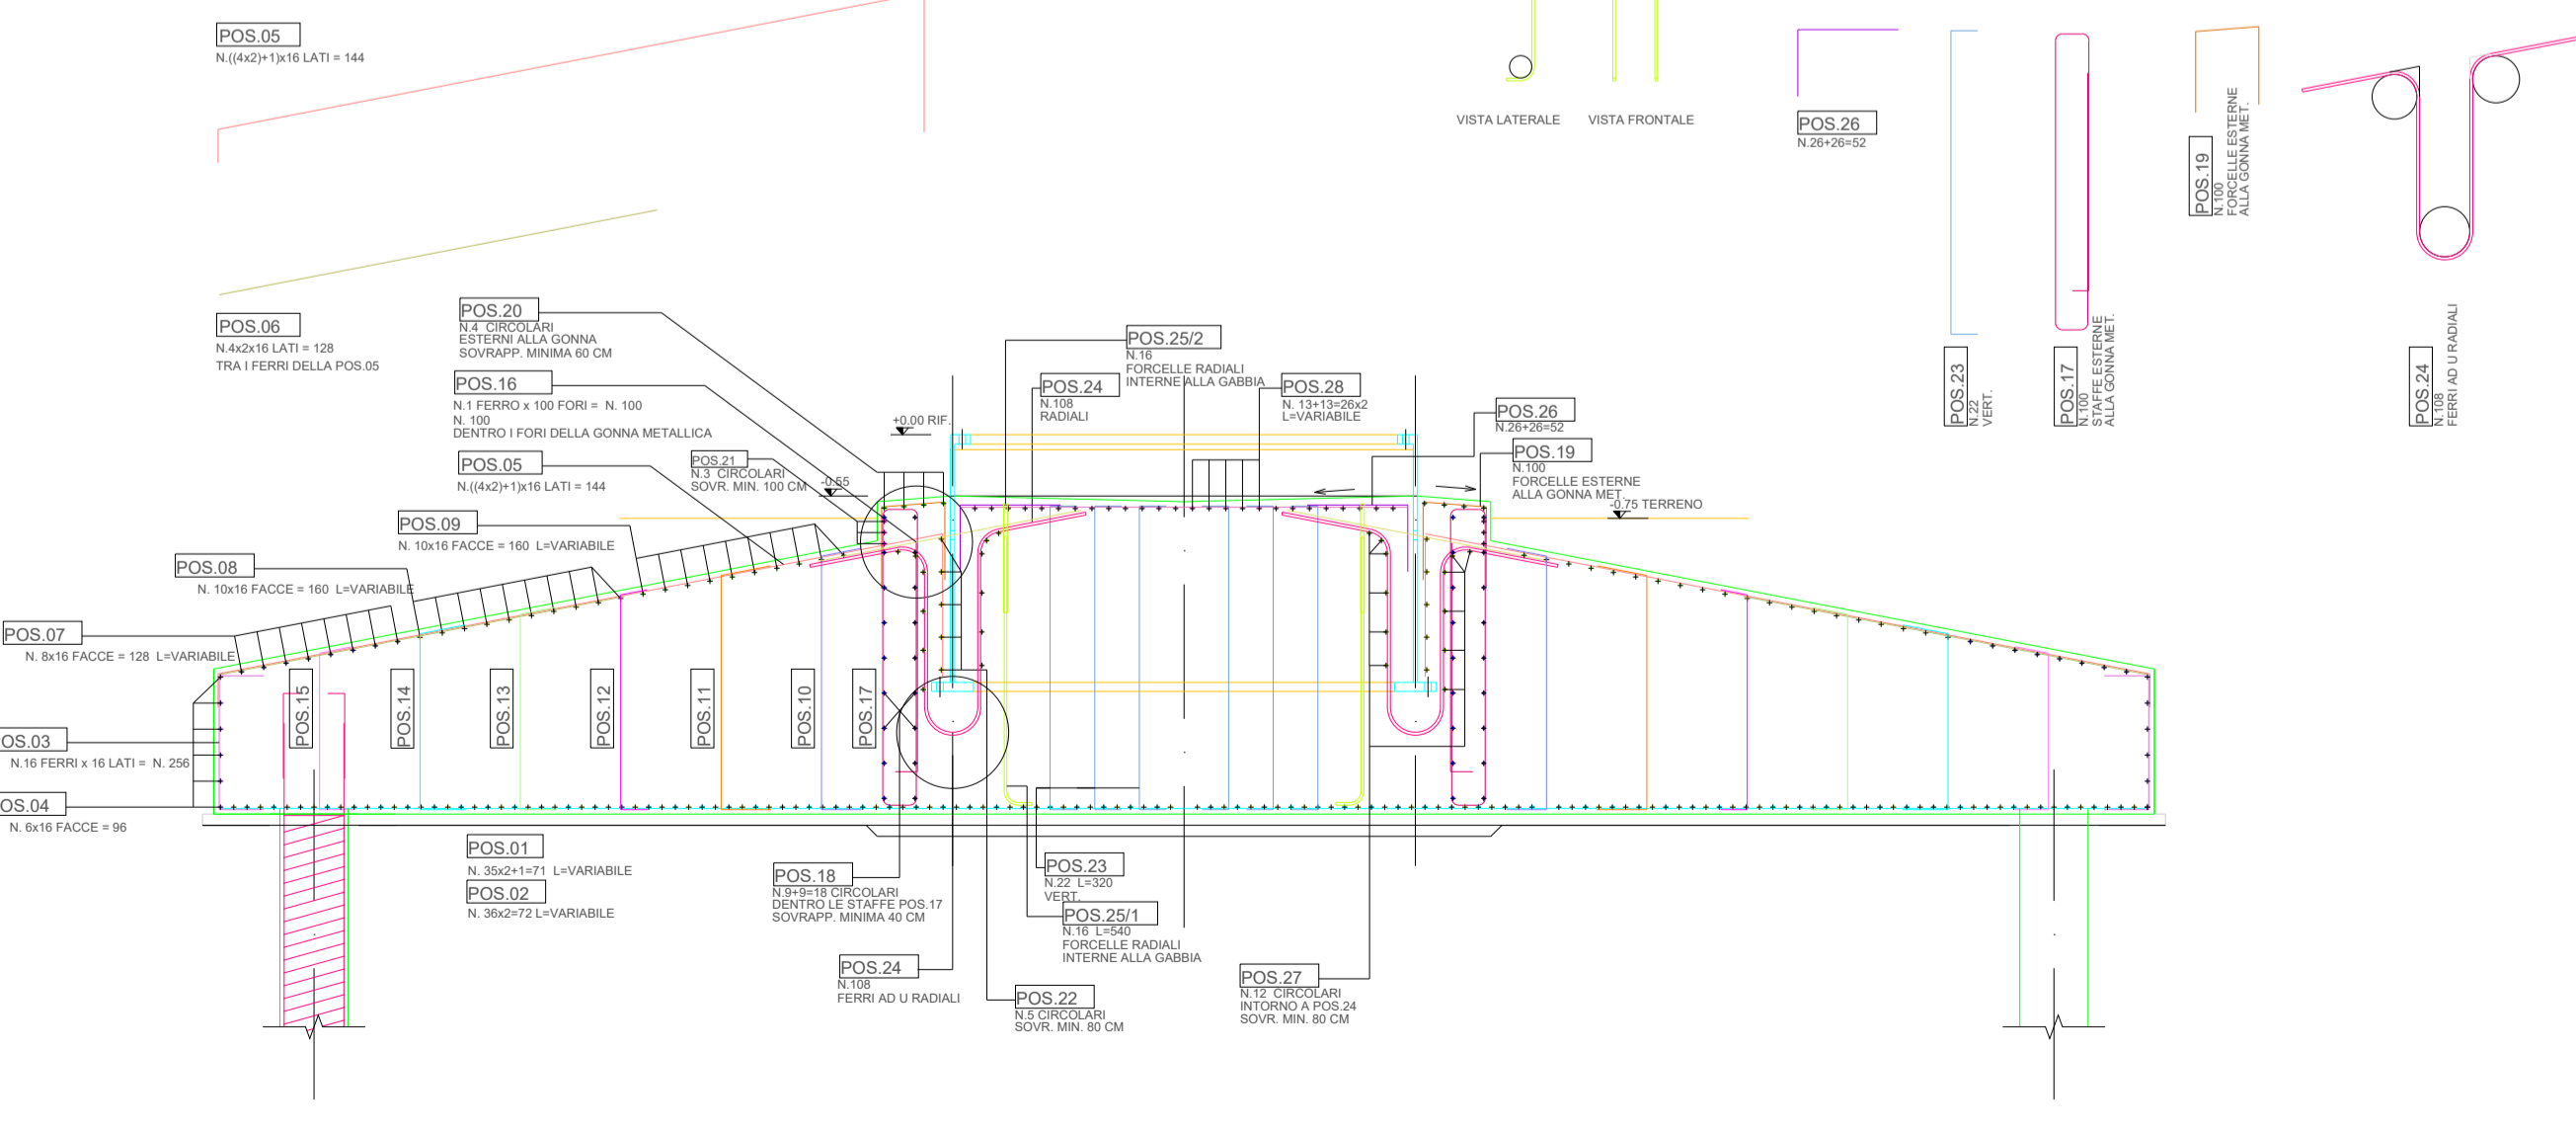 POS.05
N.((4x2)+1)x16 LATI = 144
VISTA LATERALE
VISTA FRONTALE
POS.26
N.26+26=52
POS.19
N.100
FORCELLE ESTERNE
ALLA GONNA MET.
POS.06
N.4x2x16 LATI = 128
TRA I FERRI DELLA POS.05
POS.23
N.22
VERT.
POS.17
N.100
STAFFE ESTERNE
ALLA GONNA MET.
POS.24
N.108
FERRI AD U RADIALI
POS.20
N.4 CIRCOLARI
ESTERNI ALLA GONNA
SOVRAPP. MINIMA 60 CM
POS.25/2
N.16
FORCELLE RADIALI
INTERNE ALLA GABBIA
POS.16
N.1 FERRO x 100 FORI = N. 100
N. 100
DENTRO I FORI DELLA GONNA METALLICA
POS.24
N.108
RADIALI
POS.28
N. 13+13=26x2
L=VARIABILE
POS.26
N.26+26=52
+0.00 RIF.
POS.05
N.((4x2)+1)x16 LATI = 144
POS.21
N.3 CIRCOLARI
SOVR. MIN. 100 CM
-0.55
POS.19
N.100
FORCELLE ESTERNE
ALLA GONNA MET.
-0.75 TERRENO
POS.09
N. 10x16 FACCE = 160 L=VARIABILE
POS.08
N. 10x16 FACCE = 160 L=VARIABILE
POS.07
N. 8x16 FACCE = 128 L=VARIABILE
POS.15
POS.14
POS.13
POS.12
POS.11
POS.10
POS.17
OS.03
N.16 FERRI x 16 LATI = N. 256
OS.04
N. 6x16 FACCE = 96
POS.01
N. 35x2+1=71 L=VARIABILE
POS.02
N. 36x2=72 L=VARIABILE
POS.18
N.9+9=18 CIRCOLARI
DENTRO LE STAFFE POS.17
SOVRAPP. MINIMA 40 CM
POS.23
N.22 L=320
VERT.
POS.25/1
N.16 L=540
FORCELLE RADIALI
INTERNE ALLA GABBIA
POS.24
N.108
FERRI AD U RADIALI
POS.22
N.5 CIRCOLARI
SOVR. MIN. 80 CM
POS.27
N.12 CIRCOLARI
INTORNO A POS.24
SOVR. MIN. 80 CM